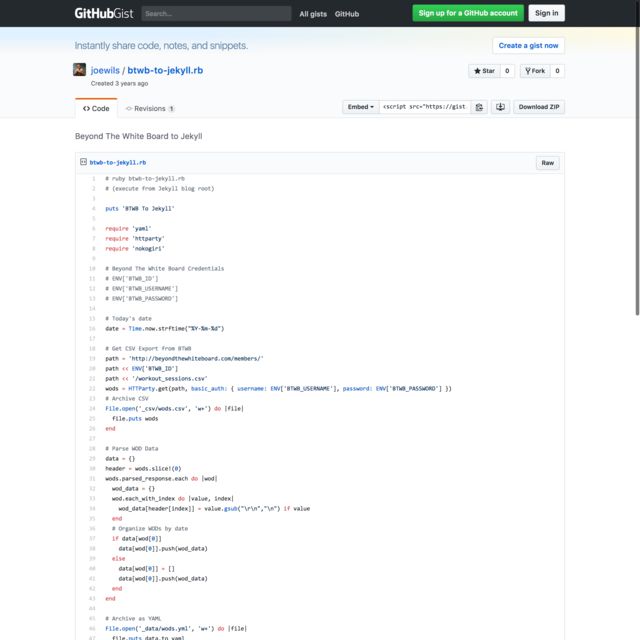 GitHubGist Search... All gists GitHub Sign up for a GitHub account Sign in
Instantly share code, notes, and snippets. Create a gist now
joewils / btwb-to-jekyll.rb Star 0 Fork 0
Created 3 years ago
Code Revisions 1 Embed <script src="https://gist. Download ZIP
Beyond The White Board to Jekyll
btwb-to-jekyll.rb Raw
1 # ruby btwb-to-jekyll.rb
2 # (execute from Jekyll blog root)
3
4 puts 'BTWB To Jekyll'
5
6 require 'yaml'
7 require 'httparty'
8 require 'nokogiri'
9
10 # Beyond The White Board Credentials
11 # ENV['BTWB_ID']
12 # ENV['BTWB_USERNAME']
13 # ENV['BTWB_PASSWORD']
14
15 # Today's date
16 date = Time.now.strftime("%Y-%m-%d")
17
18 # Get CSV Export from BTWB
19 path = 'http://beyondthewhiteboard.com/members/'
20 path << ENV['BTWB_ID']
21 path << '/workout_sessions.csv'
22 wods = HTTParty.get(path, basic_auth: { username: ENV['BTWB_USERNAME'], password: ENV['BTWB_PASSWORD'] })
23 # Archive CSV
24 File.open('_csv/wods.csv', 'w+') do |file|
25 file.puts wods
26 end
27
28 # Parse WOD Data
29 data = {}
30 header = wods.slice!(0)
31 wods.parsed_response.each do |wod|
32 wod_data = {}
33 wod.each_with_index do |value, index|
34 wod_data[header[index]] = value.gsub("\r\n","\n") if value
35 end
36 # Organize WODs by date
37 if data[wod[0]]
38 data[wod[0]].push(wod_data)
39 else
40 data[wod[0]] = []
41 data[wod[0]].push(wod_data)
42 end
43 end
44
45 # Archive as YAML
46 File.open('_data/wods.yml', 'w+') do |file|
47 file.puts data.to_yaml